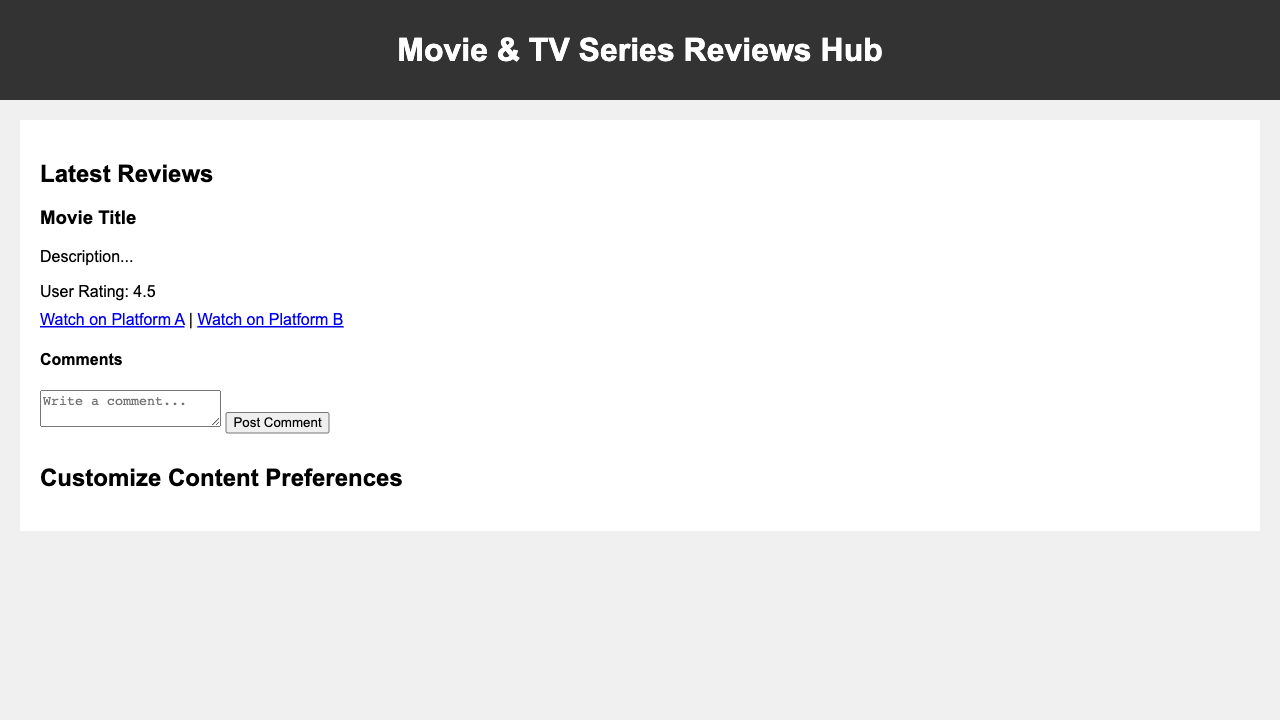 Movie & TV Series Reviews Hub
Latest Reviews
Movie Title
Description...
User Rating: 4.5
Watch on Platform A | Watch on Platform B
Comments
Write a comment... Post Comment
Customize Content Preferences